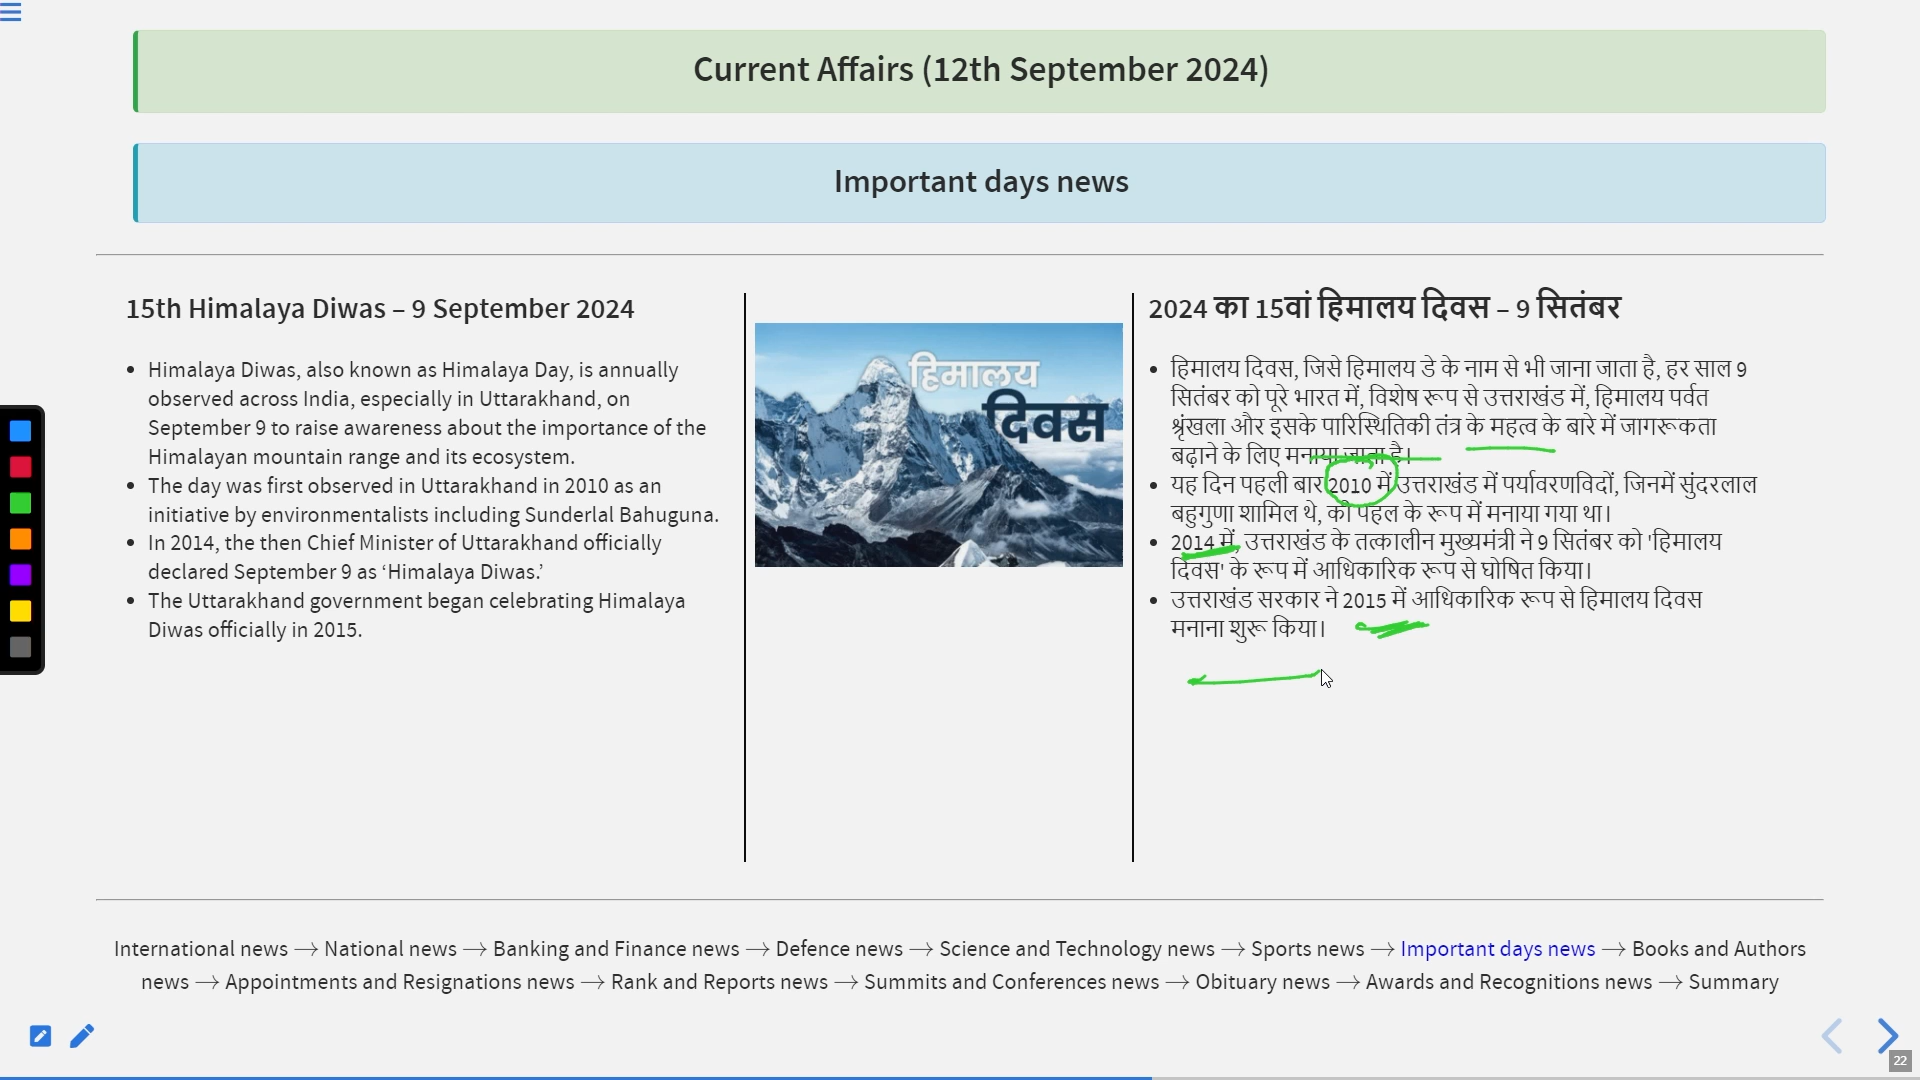 Current Affairs (12th September 2024)
Important days news
15th Himalaya Diwas – 9 September 2024
• Himalaya Diwas, also known as Himalaya Day, is annually
observed across India, especially in Uttarakhand, on
September 9 to raise awareness about the importance of the
Himalayan mountain range and its ecosystem.
• The day was first observed in Uttarakhand in 2010 as an
initiative by environmentalists including Sunderlal Bahuguna.
• In 2014, the then Chief Minister of Uttarakhand officially
declared September 9 as ‘Himalaya Diwas.’
• The Uttarakhand government began celebrating Himalaya
Diwas officially in 2015.
हिमालय
दिवस
2024 का 15वां हिमालय दिवस – 9 सितंबर
• हिमालय दिवस, जिसे हिमालय डे के नाम से भी जाना जाता है, हर साल 9
सितंबर को पूरे भारत में, विशेष रूप से उत्तराखंड में, हिमालय पर्वत
श्रृंखला और इसके पारिस्थितिकी तंत्र के महत्व के बारे में जागरूकता
बढ़ाने के लिए मनाया जाता है।
• यह दिन पहली बार 2010 में उत्तराखंड में पर्यावरणविदों, जिनमें सुंदरलाल
बहुगुणा शामिल थे, की पहल के रूप में मनाया गया था।
• 2014 में, उत्तराखंड के तत्कालीन मुख्यमंत्री ने 9 सितंबर को 'हिमालय
दिवस' के रूप में आधिकारिक रूप से घोषित किया।
• उत्तराखंड सरकार ने 2015 में आधिकारिक रूप से हिमालय दिवस
मनाना शुरू किया।
International news → National news → Banking and Finance news → Defence news → Science and Technology news → Sports news → Important days news → Books and Authors
news → Appointments and Resignations news → Rank and Reports news → Summits and Conferences news → Obituary news → Awards and Recognitions news → Summary
22